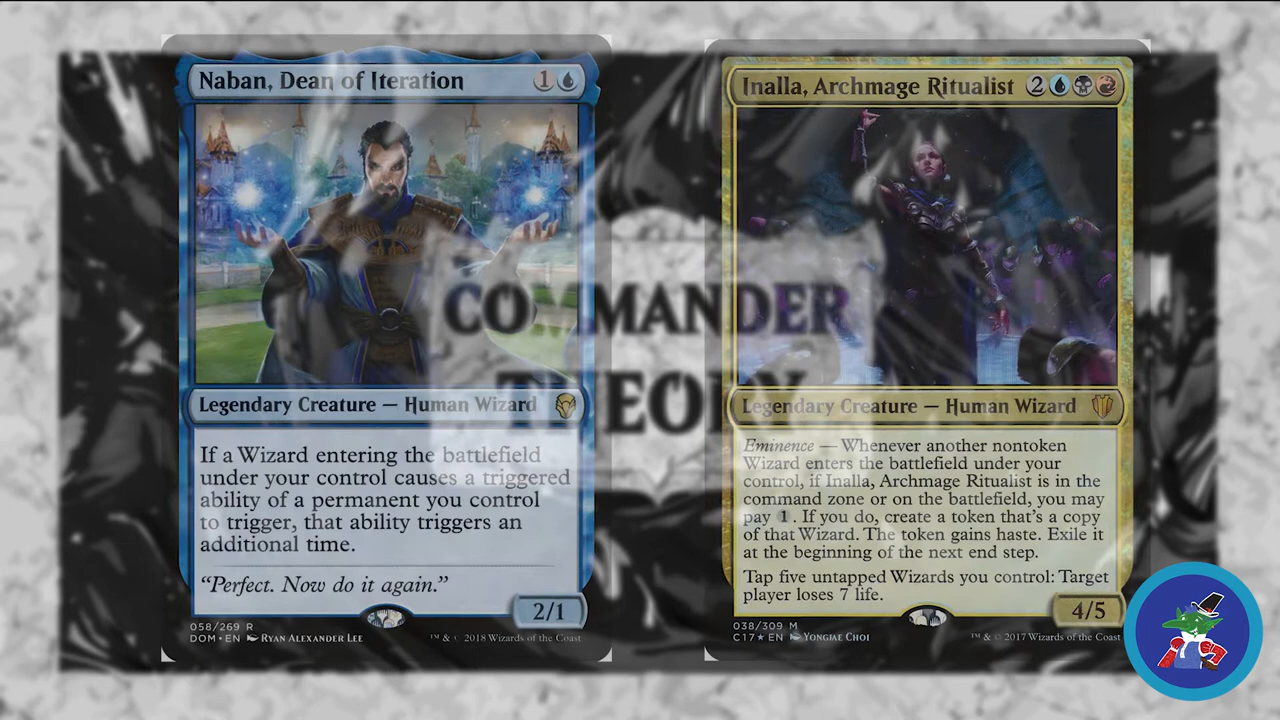 Naban, Dean of Iteration 1
Legendary Creature — Human Wizard
If a Wizard entering the battlefield
under your control causes a triggered
ability of a permanent you control
to trigger, that ability triggers an
additional time.
“Perfect. Now do it again.”
2/1
058/269 R
DOM • EN Ryan Alexander Lee
™ & © 2018 Wizards of the Coast
COMMANDER
THEORY
Inalla, Archmage Ritualist 2
Legendary Creature — Human Wizard
Eminence — Whenever another nontoken
Wizard enters the battlefield under your
control, if Inalla, Archmage Ritualist is in the
command zone or on the battlefield, you may
pay 1. If you do, create a token that's a copy
of that Wizard. The token gains haste. Exile it
at the beginning of the next end step.
Tap five untapped Wizards you control: Target
player loses 7 life.
4/5
038/309 M
C17★EN Yongjae Choi
™ & © 2017 Wizards of the Coast